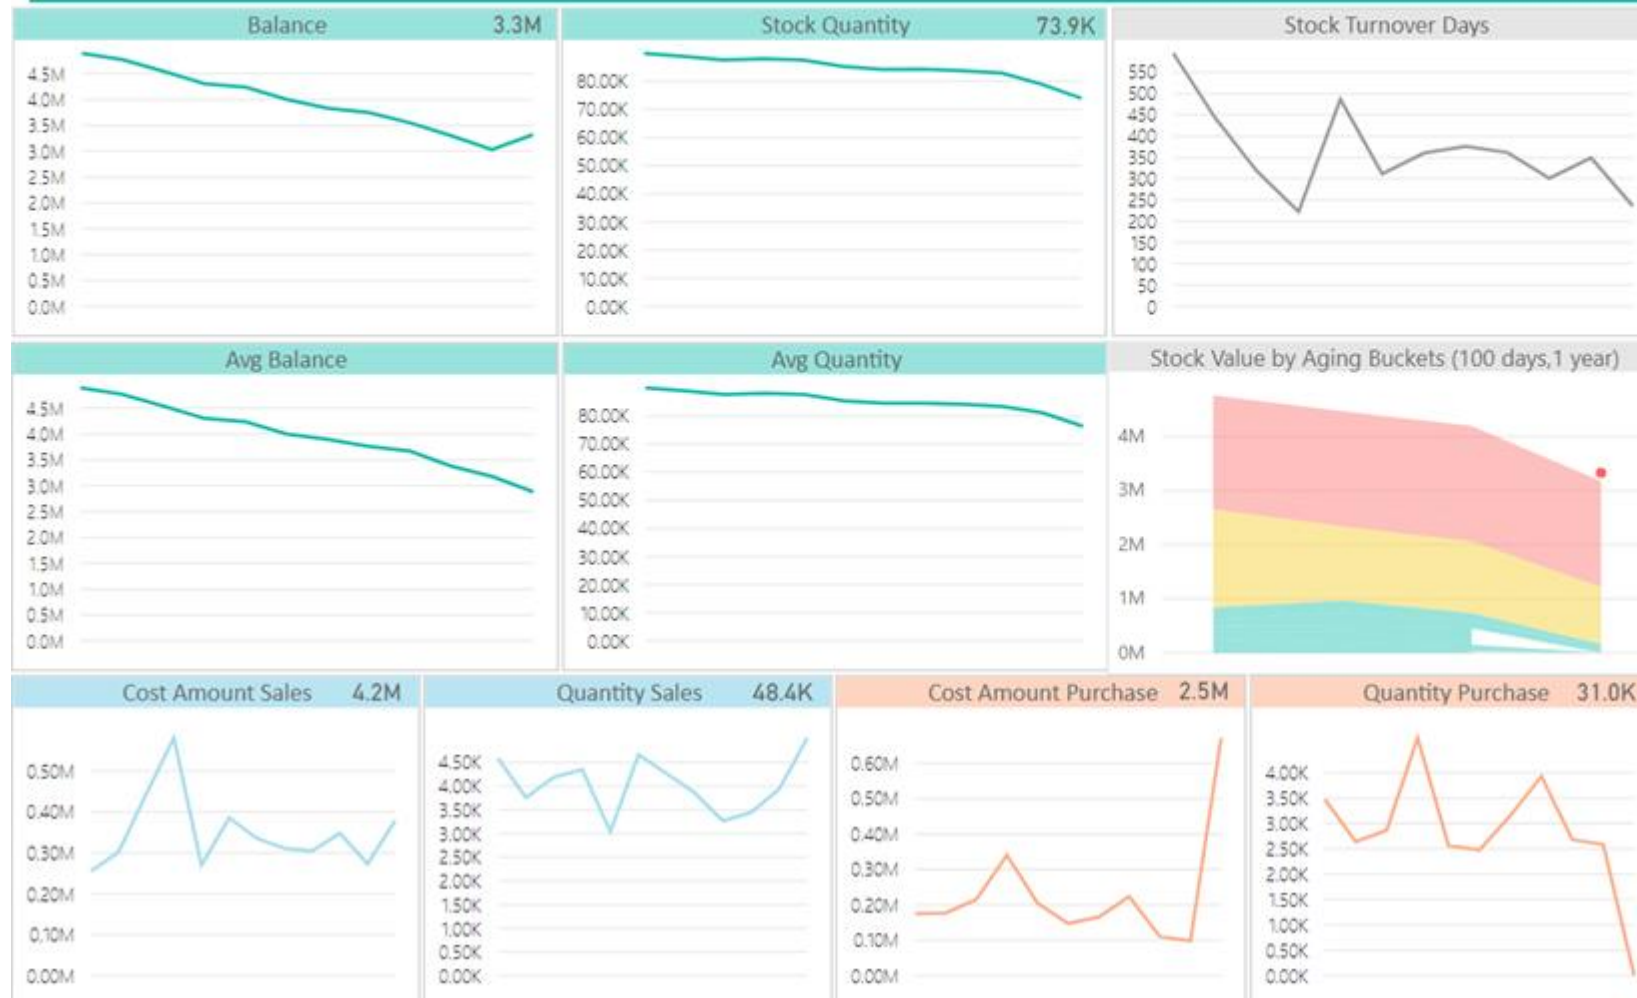 Balance 3.3M
4.5M
4.0M
3.5M
3.0M
2.5M
2.0M
1.5M
1.0M
0.5M
0.0M
Stock Quantity 73.9K
80.00K
70.00K
60.00K
50.00K
40.00K
30.00K
20.00K
10.00K
0.00K
Stock Turnover Days
550
500
450
400
350
300
250
200
150
100
50
0
Avg Balance
4.5M
4.0M
3.5M
3.0M
2.5M
2.0M
1.5M
1.0M
0.5M
0.0M
Avg Quantity
80.00K
70.00K
60.00K
50.00K
40.00K
30.00K
20.00K
10.00K
0.00K
Stock Value by Aging Buckets (100 days,1 year)
4M
3M
2M
1M
0M
Cost Amount Sales 4.2M
0.50M
0.40M
0.30M
0.20M
0.10M
0.00M
Quantity Sales 48.4K
4.50K
4.00K
3.50K
3.00K
2.50K
2.00K
1.50K
1.00K
0.50K
0.00K
Cost Amount Purchase 2.5M
0.60M
0.50M
0.40M
0.30M
0.20M
0.10M
0.00M
Quantity Purchase 31.0K
4.00K
3.50K
3.00K
2.50K
2.00K
1.50K
1.00K
0.50K
0.00K